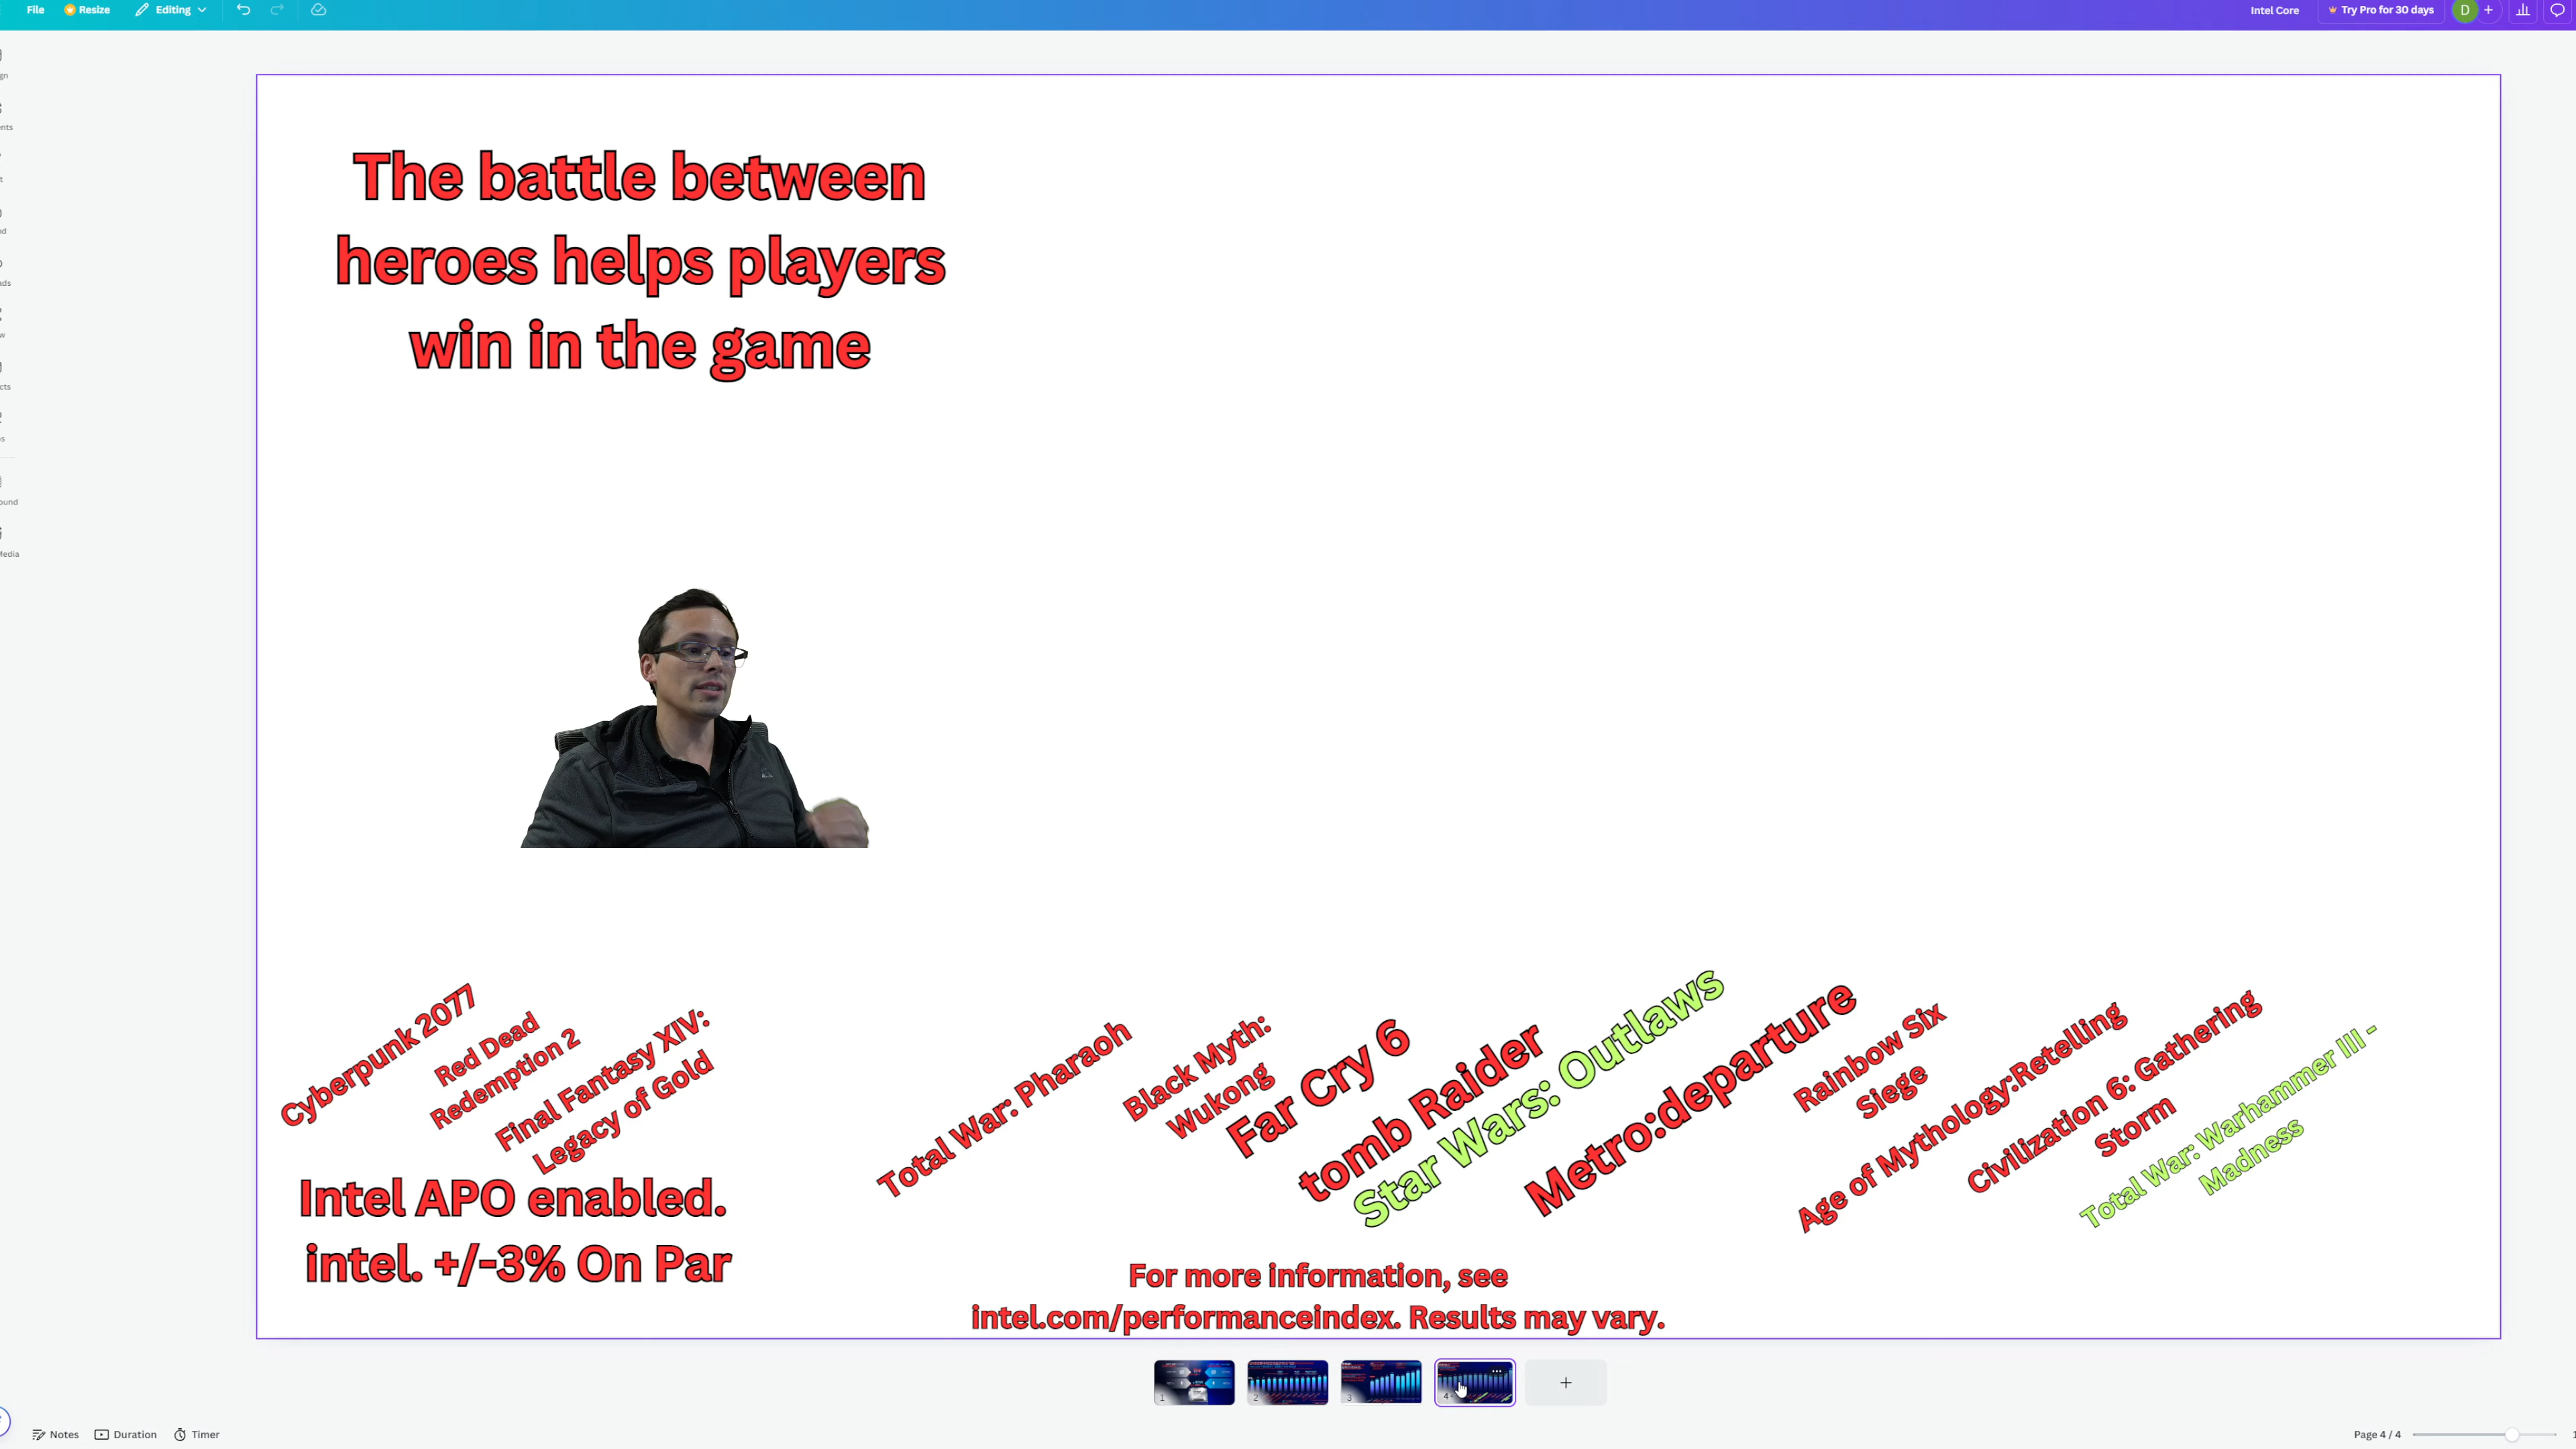 File
Resize
Editing
Intel Core
Try Pro for 30 days
D
The battle between
heroes helps players
win in the game
Cyberpunk 2077
Red Dead
Redemption 2
Final Fantasy XIV:
Legacy of Gold
Total War: Pharaoh
Black Myth:
Wukong
Far Cry 6
tomb Raider
Star Wars: Outlaws
Metro:departure
Rainbow Six
Siege
Age of Mythology:Retelling
Civilization 6: Gathering
Storm
Total War: Warhammer III -
Madness
Intel APO enabled.
intel. +/-3% On Par
For more information, see
intel.com/performanceindex. Results may vary.
1
2
3
4
Notes
Duration
Timer
Page 4 / 4